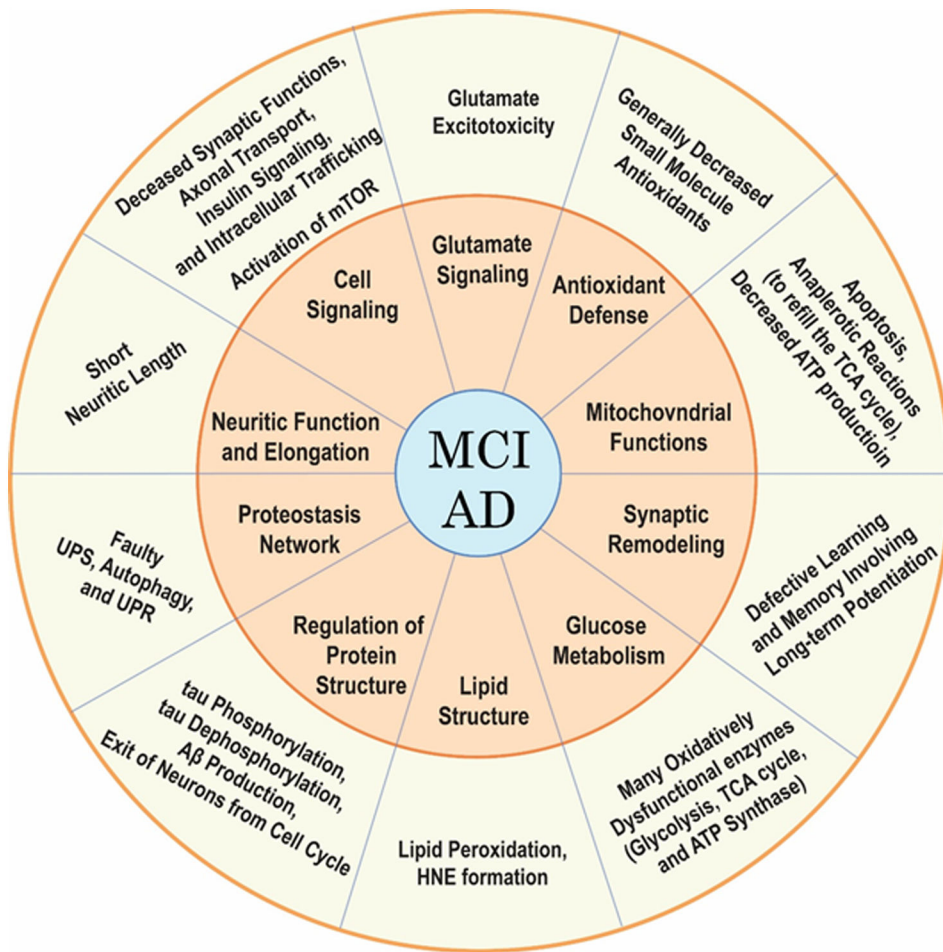 MCI
AD
Glutamate
Signaling
Glutamate
Excitotoxicity
Antioxidant
Defense
Generally Decreased
Small Molecule
Antioxidants
Mitochovndrial
Functions
Apoptosis,
Anaplerotic Reactions
(to refill the TCA cycle),
Decreased ATP productioin
Synaptic
Remodeling
Defective Learning
and Memory Involving
Long-term Potentiation
Glucose
Metabolism
Many Oxidatively
Dysfunctional enzymes
(Glycolysis, TCA cycle,
and ATP Synthase)
Lipid
Structure
Lipid Peroxidation,
HNE formation
Regulation of
Protein
Structure
tau Phosphorylation,
tau Dephosphorylation,
Aβ Production,
Exit of Neurons from Cell Cycle
Proteostasis
Network
Faulty
UPS, Autophagy,
and UPR
Neuritic Function
and Elongation
Short
Neuritic Length
Cell
Signaling
Deceased Synaptic Functions,
Axonal Transport,
Insulin Signaling,
and Intracellular Trafficking
Activation of mTOR